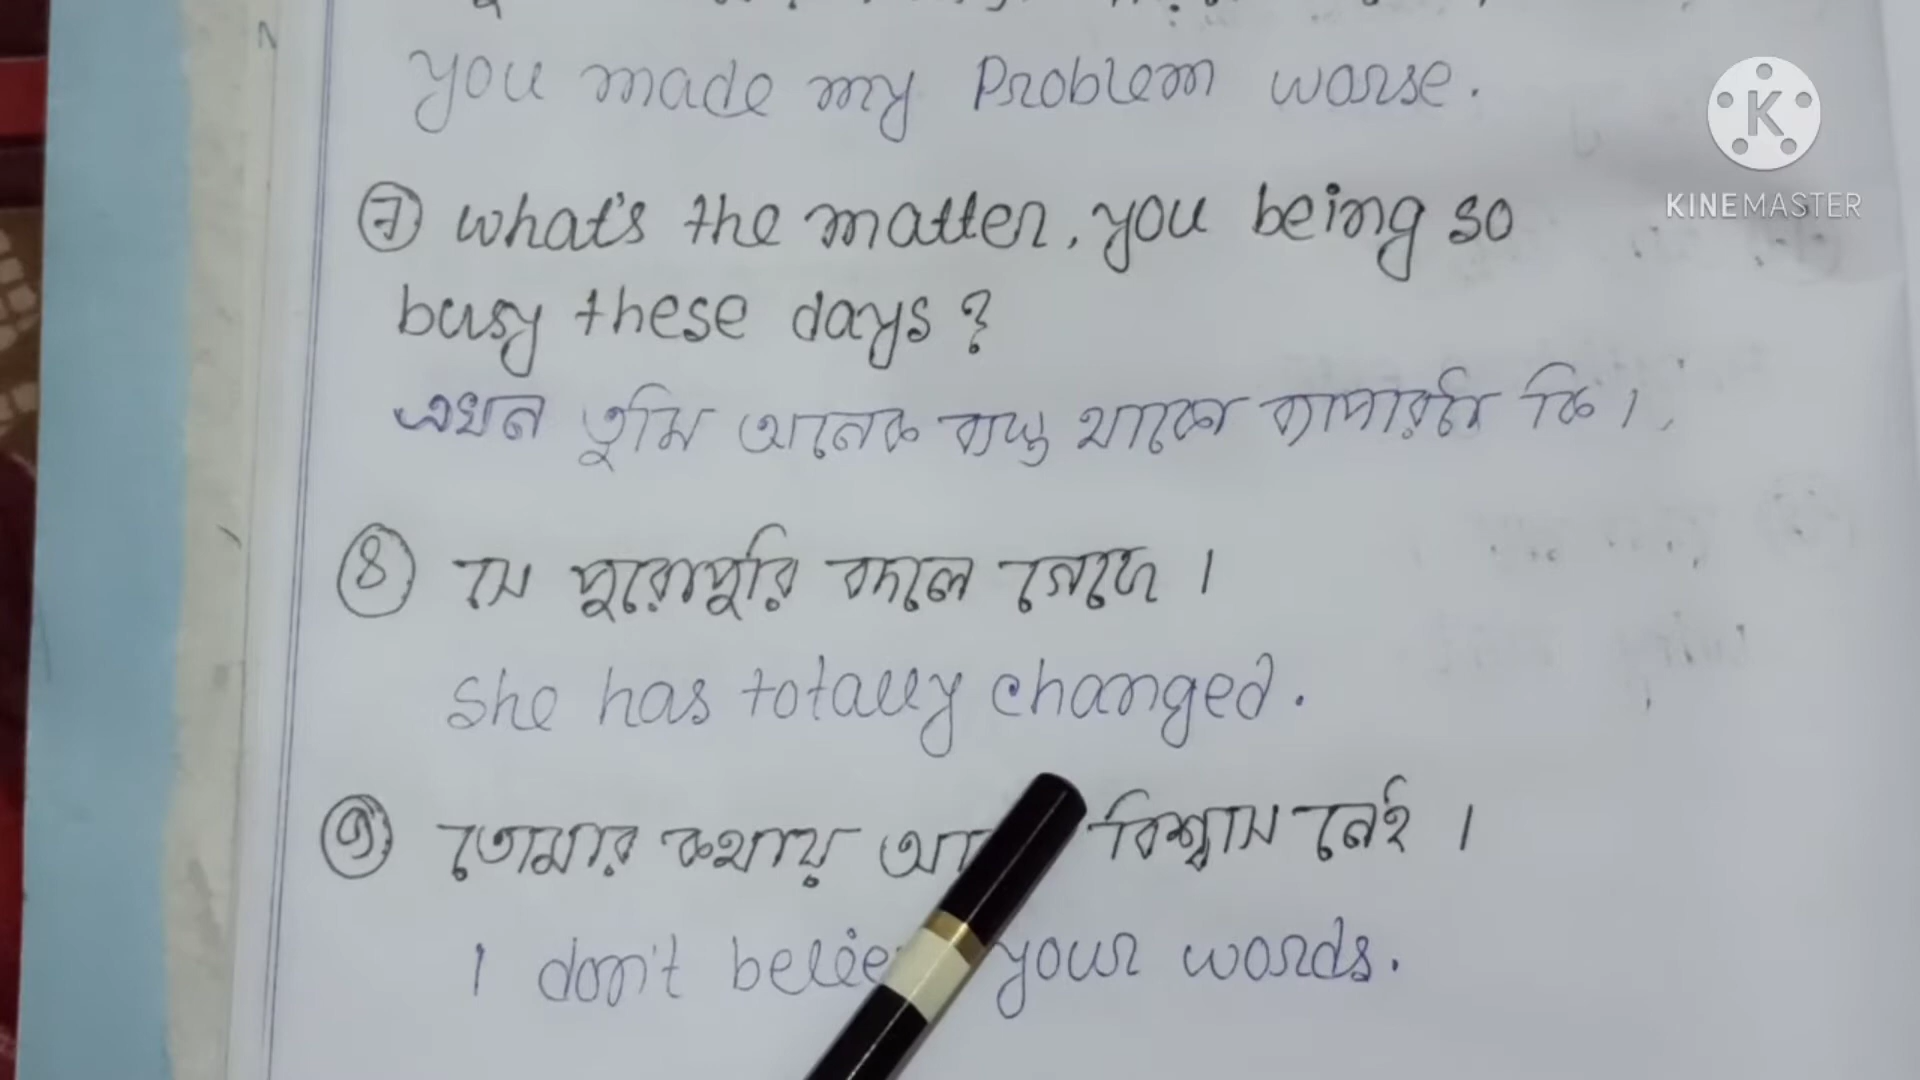 you made my Problem worse.
K
KINEMASTER
7 what's the matter, you being so
busy these days?
এখন তুমি অনেক ব্যস্ত থাকো ব্যাপারটা কি।
8 সে পুরোপুরি বদলে গেছে।
She has totally changed.
9 তোমার কথায় বিশ্বাস নেই।
I don't your words.